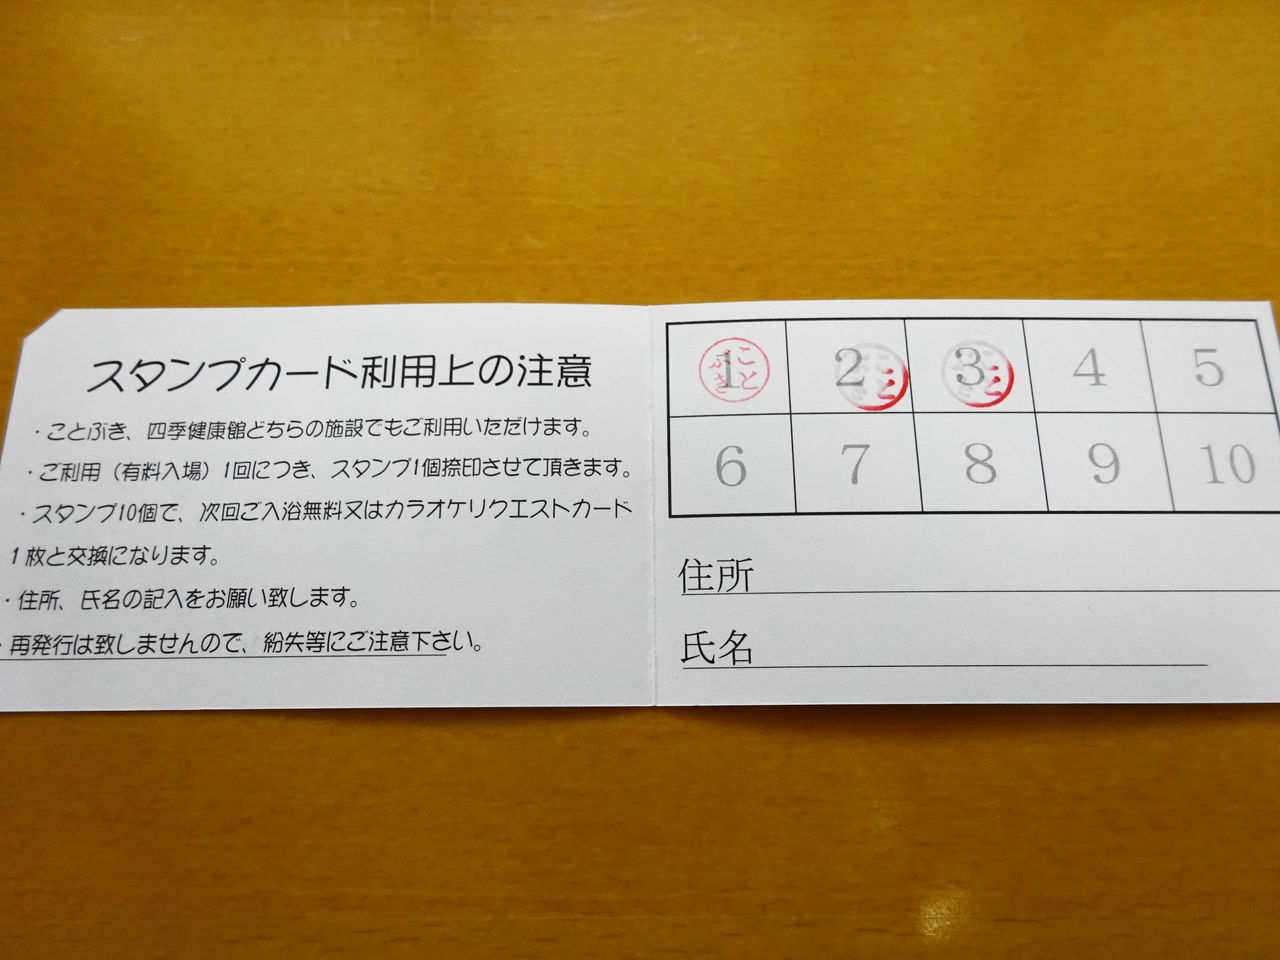 スタンプカード利用上の注意
・ことぶき、四季健康館どちらの施設でもご利用いただけます。
・ご利用（有料入場）1回につき、スタンプ1個捺印させて頂きます。
・スタンプ10個で、次回ご入浴無料又はカラオケリクエストカード
1枚と交換になります。
・住所、氏名の記入をお願い致します。
・再発行は致しませんので、紛失等にご注意下さい。
1 2 3 4 5
ことぶき
こと
こと
6 7 8 9 10
住所
氏名